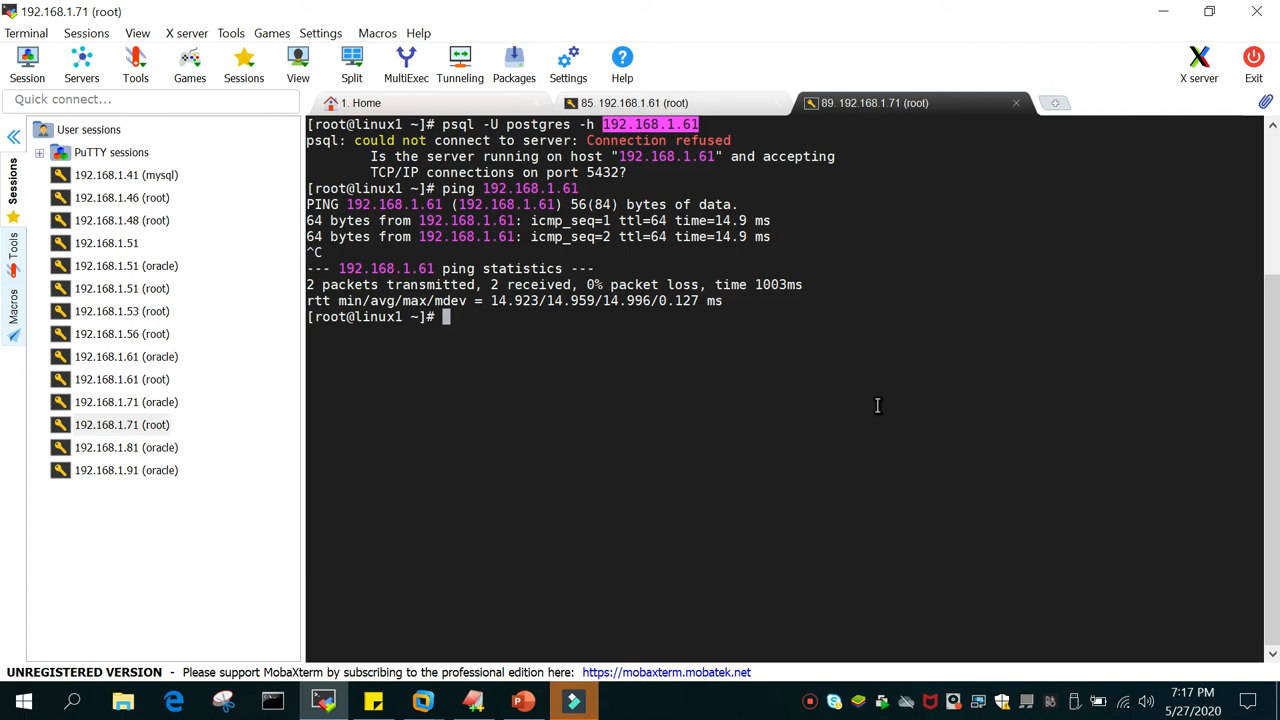 192.168.1.71 (root)
Terminal Sessions View X server Tools Games Settings Macros Help
Session Servers Tools Games Sessions View Split MultiExec Tunneling Packages Settings Help X server Exit
Quick connect...
1. Home
85. 192.168.1.61 (root)
89. 192.168.1.71 (root)
Sessions
Tools
Macros
User sessions
PuTTY sessions
192.168.1.41 (mysql)
192.168.1.46 (root)
192.168.1.48 (root)
192.168.1.51
192.168.1.51 (oracle)
192.168.1.51 (root)
192.168.1.53 (root)
192.168.1.56 (root)
192.168.1.61 (oracle)
192.168.1.61 (root)
192.168.1.71 (oracle)
192.168.1.71 (root)
192.168.1.81 (oracle)
192.168.1.91 (oracle)
[root@linux1 ~]# psql -U postgres -h 192.168.1.61
psql: could not connect to server: Connection refused
Is the server running on host "192.168.1.61" and accepting
TCP/IP connections on port 5432?
[root@linux1 ~]# ping 192.168.1.61
PING 192.168.1.61 (192.168.1.61) 56(84) bytes of data.
64 bytes from 192.168.1.61: icmp_seq=1 ttl=64 time=14.9 ms
64 bytes from 192.168.1.61: icmp_seq=2 ttl=64 time=14.9 ms
^C
--- 192.168.1.61 ping statistics ---
2 packets transmitted, 2 received, 0% packet loss, time 1003ms
rtt min/avg/max/mdev = 14.923/14.959/14.996/0.127 ms
[root@linux1 ~]#
UNREGISTERED VERSION - Please support MobaXterm by subscribing to the professional edition here: https://mobaxterm.mobatek.net
7:17 PM
5/27/2020